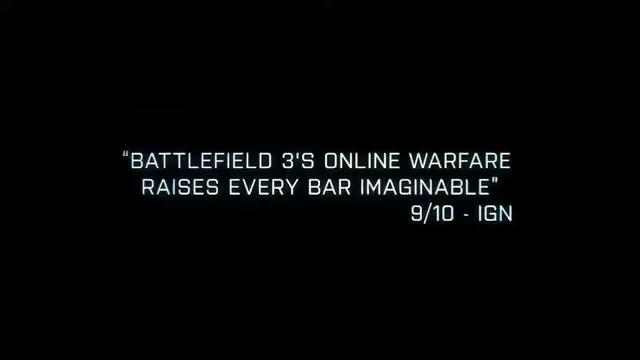 “BATTLEFIELD 3'S ONLINE WARFARE
RAISES EVERY BAR IMAGINABLE”
9/10 - IGN